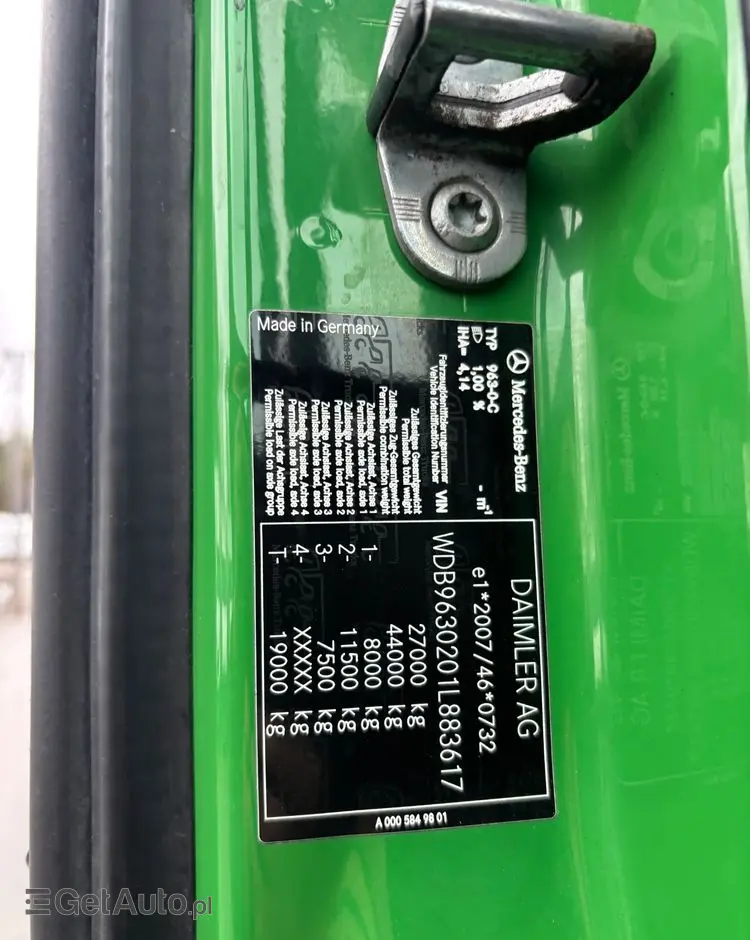 Mercedes-Benz
TYP 963-0-C
1,00 % - m⁻¹
IHA= 4,14
Fahrzeugidentifizierungsnummer
Vehicle Identification Number VIN
Zulässiges Gesamtgewicht
Permissible total weight
Zulässiges Zug-Gesamtgewicht
Permissible combination weight
Zulässige Achslast, Achse 1
Permissible axle load, axle 1
Zulässige Achslast, Achse 2
Permissible axle load, axle 2
Zulässige Achslast, Achse 3
Permissible axle load, axle 3
Zulässige Achslast, Achse 4
Permissible axle load, axle 4
Zulässige Last der Achsgruppe
Permissible load on axle group
Made in Germany
DAIMLER AG
e1*2007/46*0732
WDB9630201L883617
27000 kg
44000 kg
1- 8000 kg
2- 11500 kg
3- 7500 kg
4- XXXXX kg
T- 19000 kg
A 000 584 98 01
GetAuto.pl